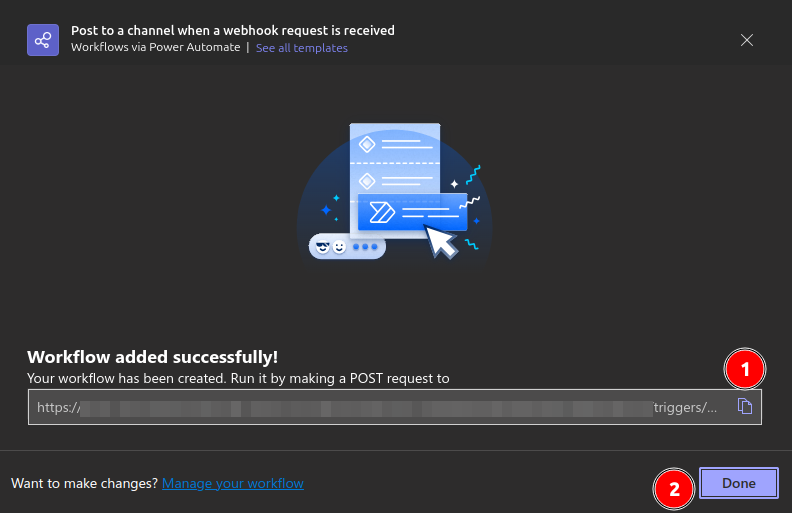 Post to a channel when a webhook request is received
Workflows via Power Automate | See all templates
Workflow added successfully!
Your workflow has been created. Run it by making a POST request to
1
https:// /triggers/...
Want to make changes? Manage your workflow
2
Done